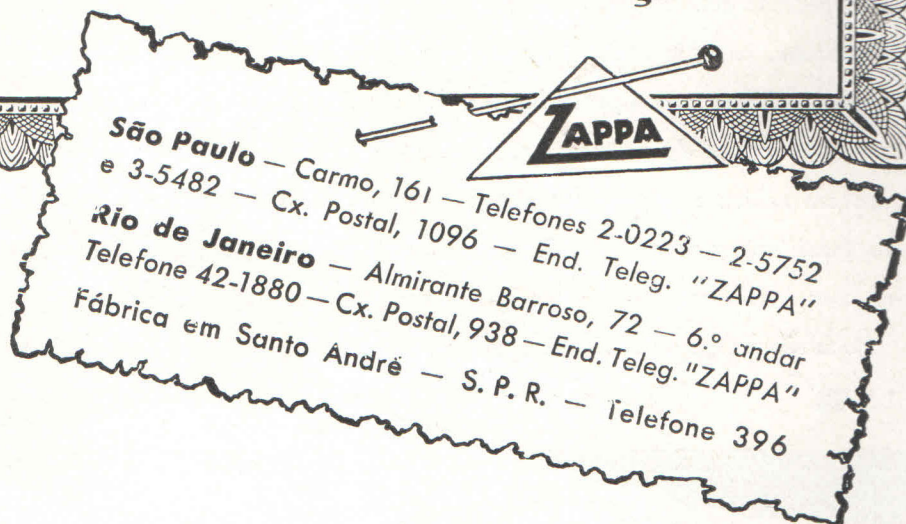 ZAPPA
São Paulo — Carmo, 161 — Telefones 2-0223 — 2-5752
e 3-5482 — Cx. Postal, 1096 — End. Teleg. "ZAPPA"
Rio de Janeiro — Almirante Barroso, 72 — 6.º andar
Telefone 42-1880 — Cx. Postal, 938 — End. Teleg. "ZAPPA"
Fábrica em Santo André — S. P. R. — Telefone 396